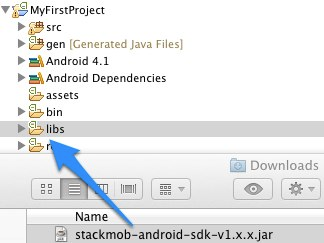 MyFirstProject
src
gen [Generated Java Files]
Android 4.1
Android Dependencies
assets
bin
libs
Downloads
Name
stackmob-android-sdk-v1.x.x.jar